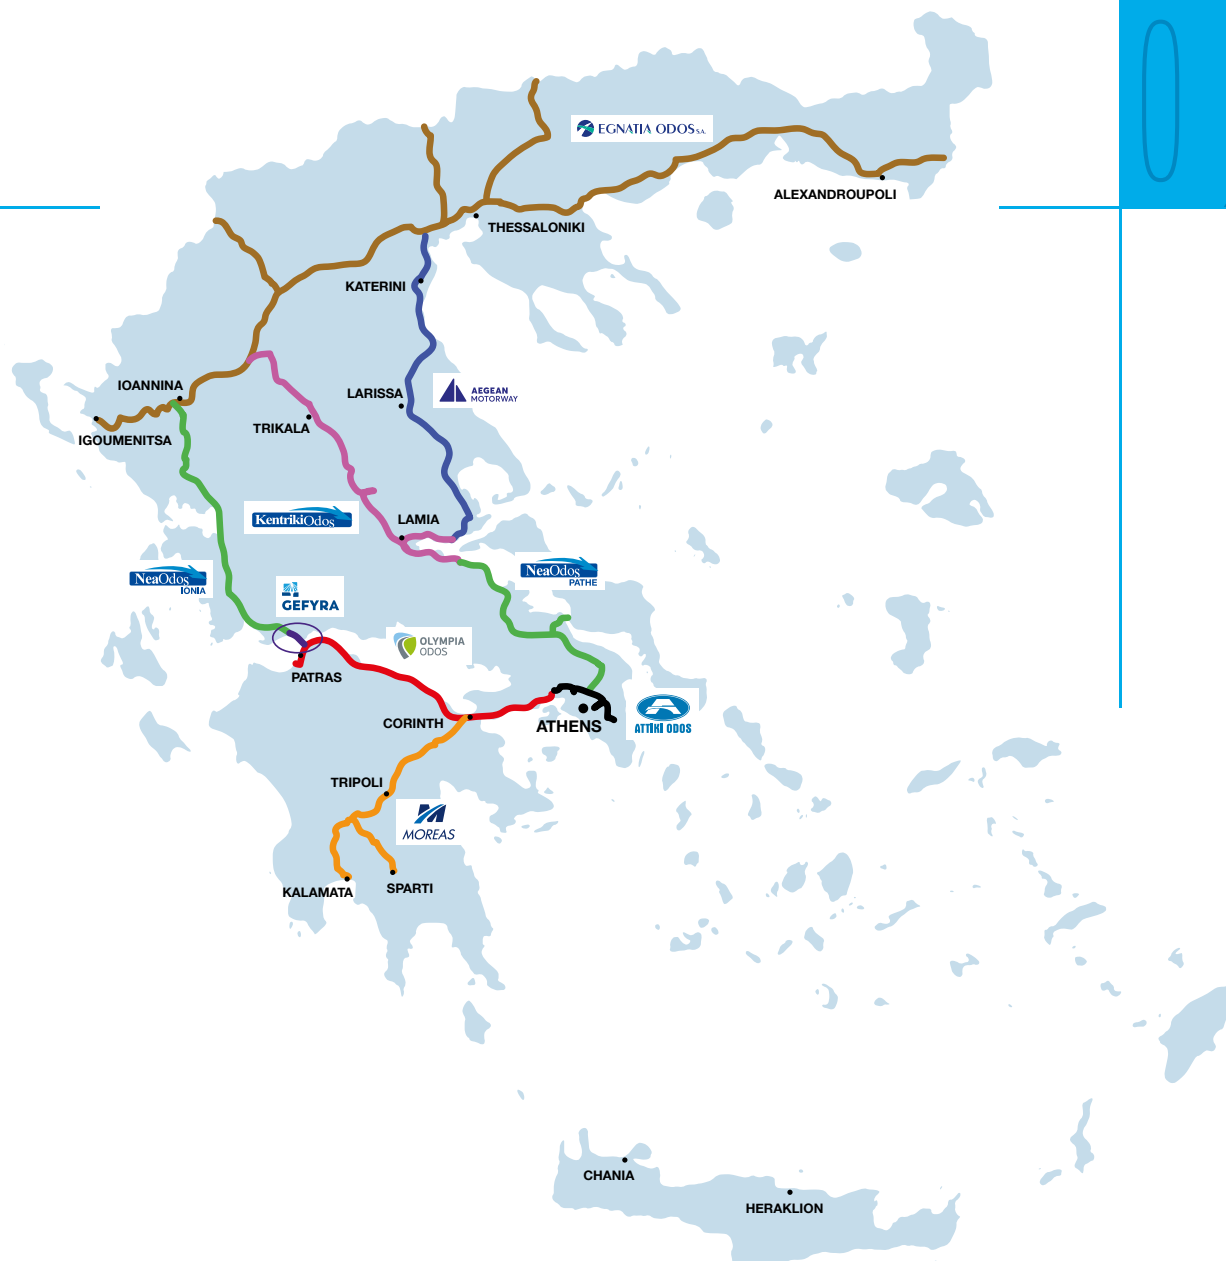 0
EGNATIA ODOS S.A.
ALEXANDROUPOLI
THESSALONIKI
KATERINI
IOANNINA
LARISSA
AEGEAN
MOTORWAY
TRIKALA
IGOUMENITSA
KentrikiOdos
LAMIA
NeaOdos
PATHE
NeaOdos
IONIA
GEFYRA
OLYMPIA
ODOS
PATRAS
CORINTH
ATHENS
ATTIKI ODOS
TRIPOLI
MOREAS
KALAMATA
SPARTI
CHANIA
HERAKLION